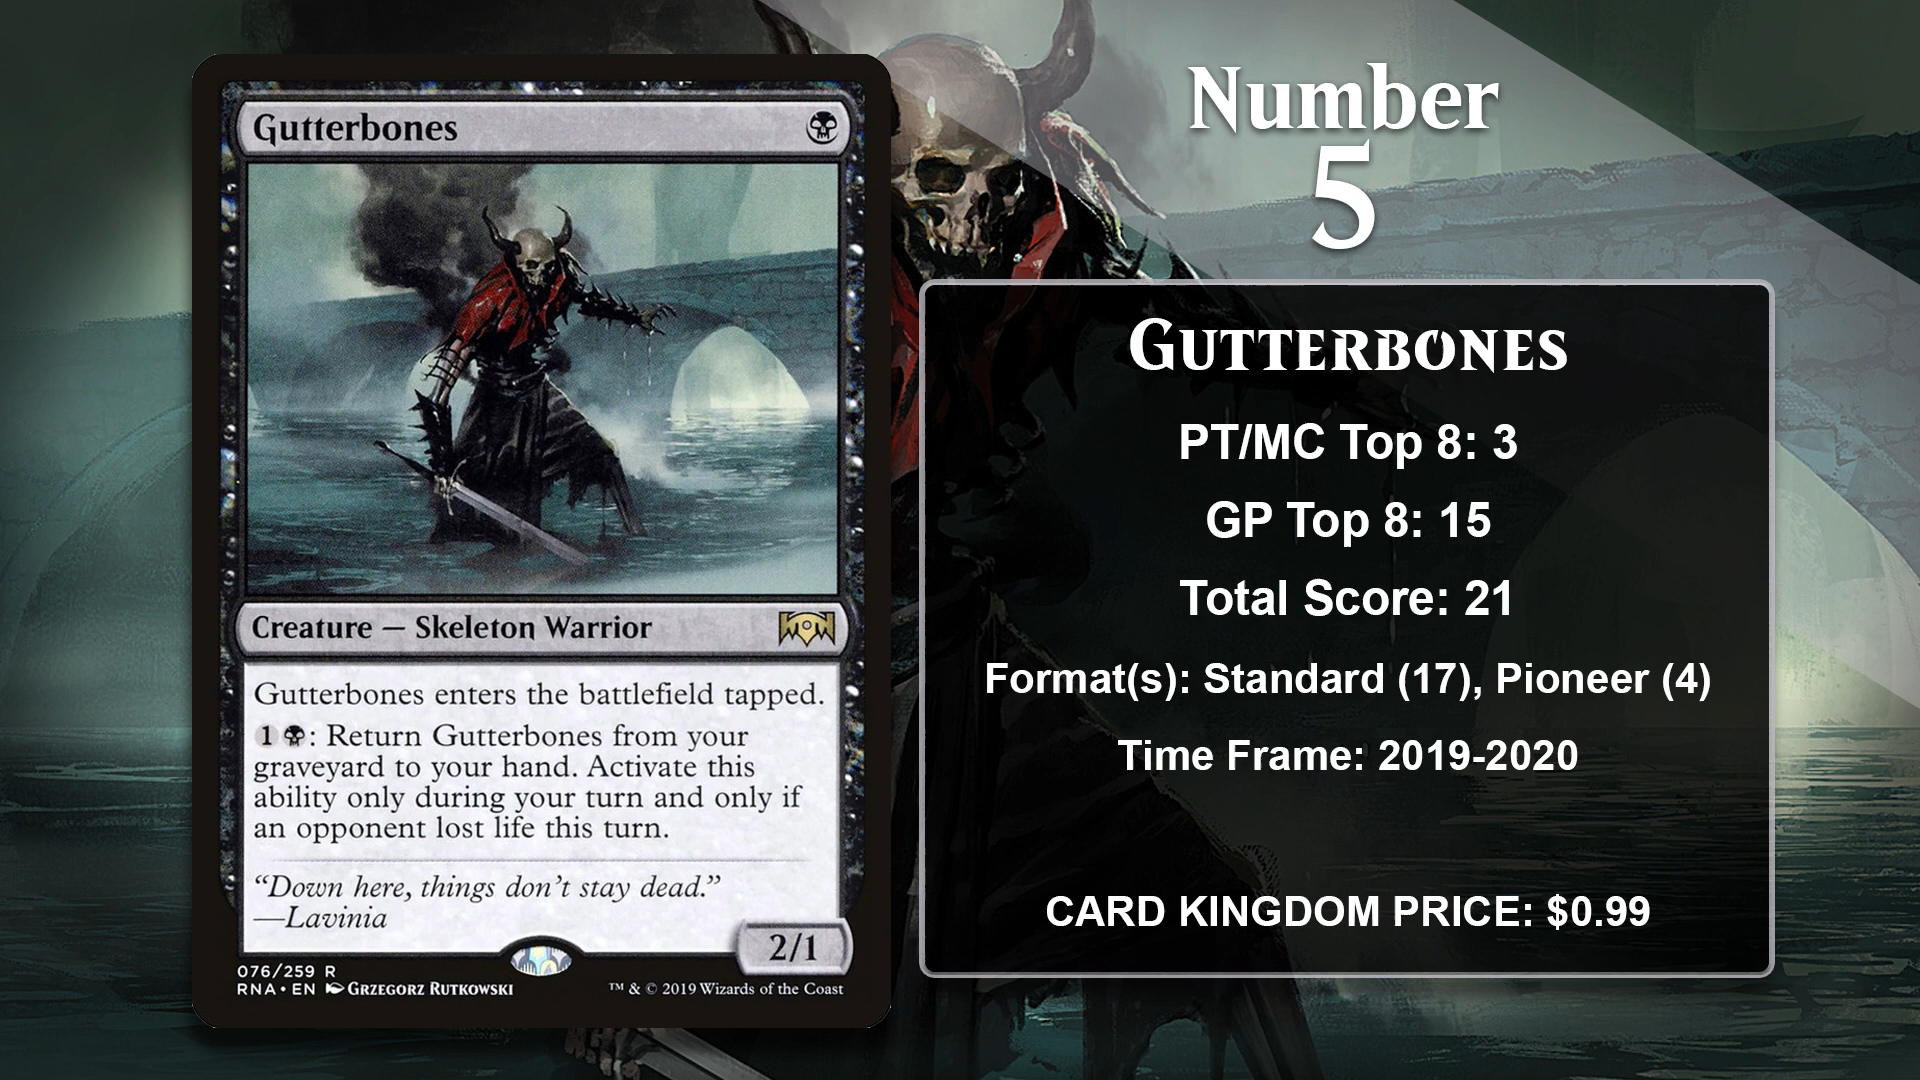 Gutterbones
Creature — Skeleton Warrior
Gutterbones enters the battlefield tapped.
1: Return Gutterbones from your
graveyard to your hand. Activate this
ability only during your turn and only if
an opponent lost life this turn.
“Down here, things don’t stay dead.”
—Lavinia
2/1
076/259 R
RNA • EN Grzegorz Rutkowski
™ & © 2019 Wizards of the Coast
Number
5
Gutterbones
PT/MC Top 8: 3
GP Top 8: 15
Total Score: 21
Format(s): Standard (17), Pioneer (4)
Time Frame: 2019-2020
CARD KINGDOM PRICE: $0.99